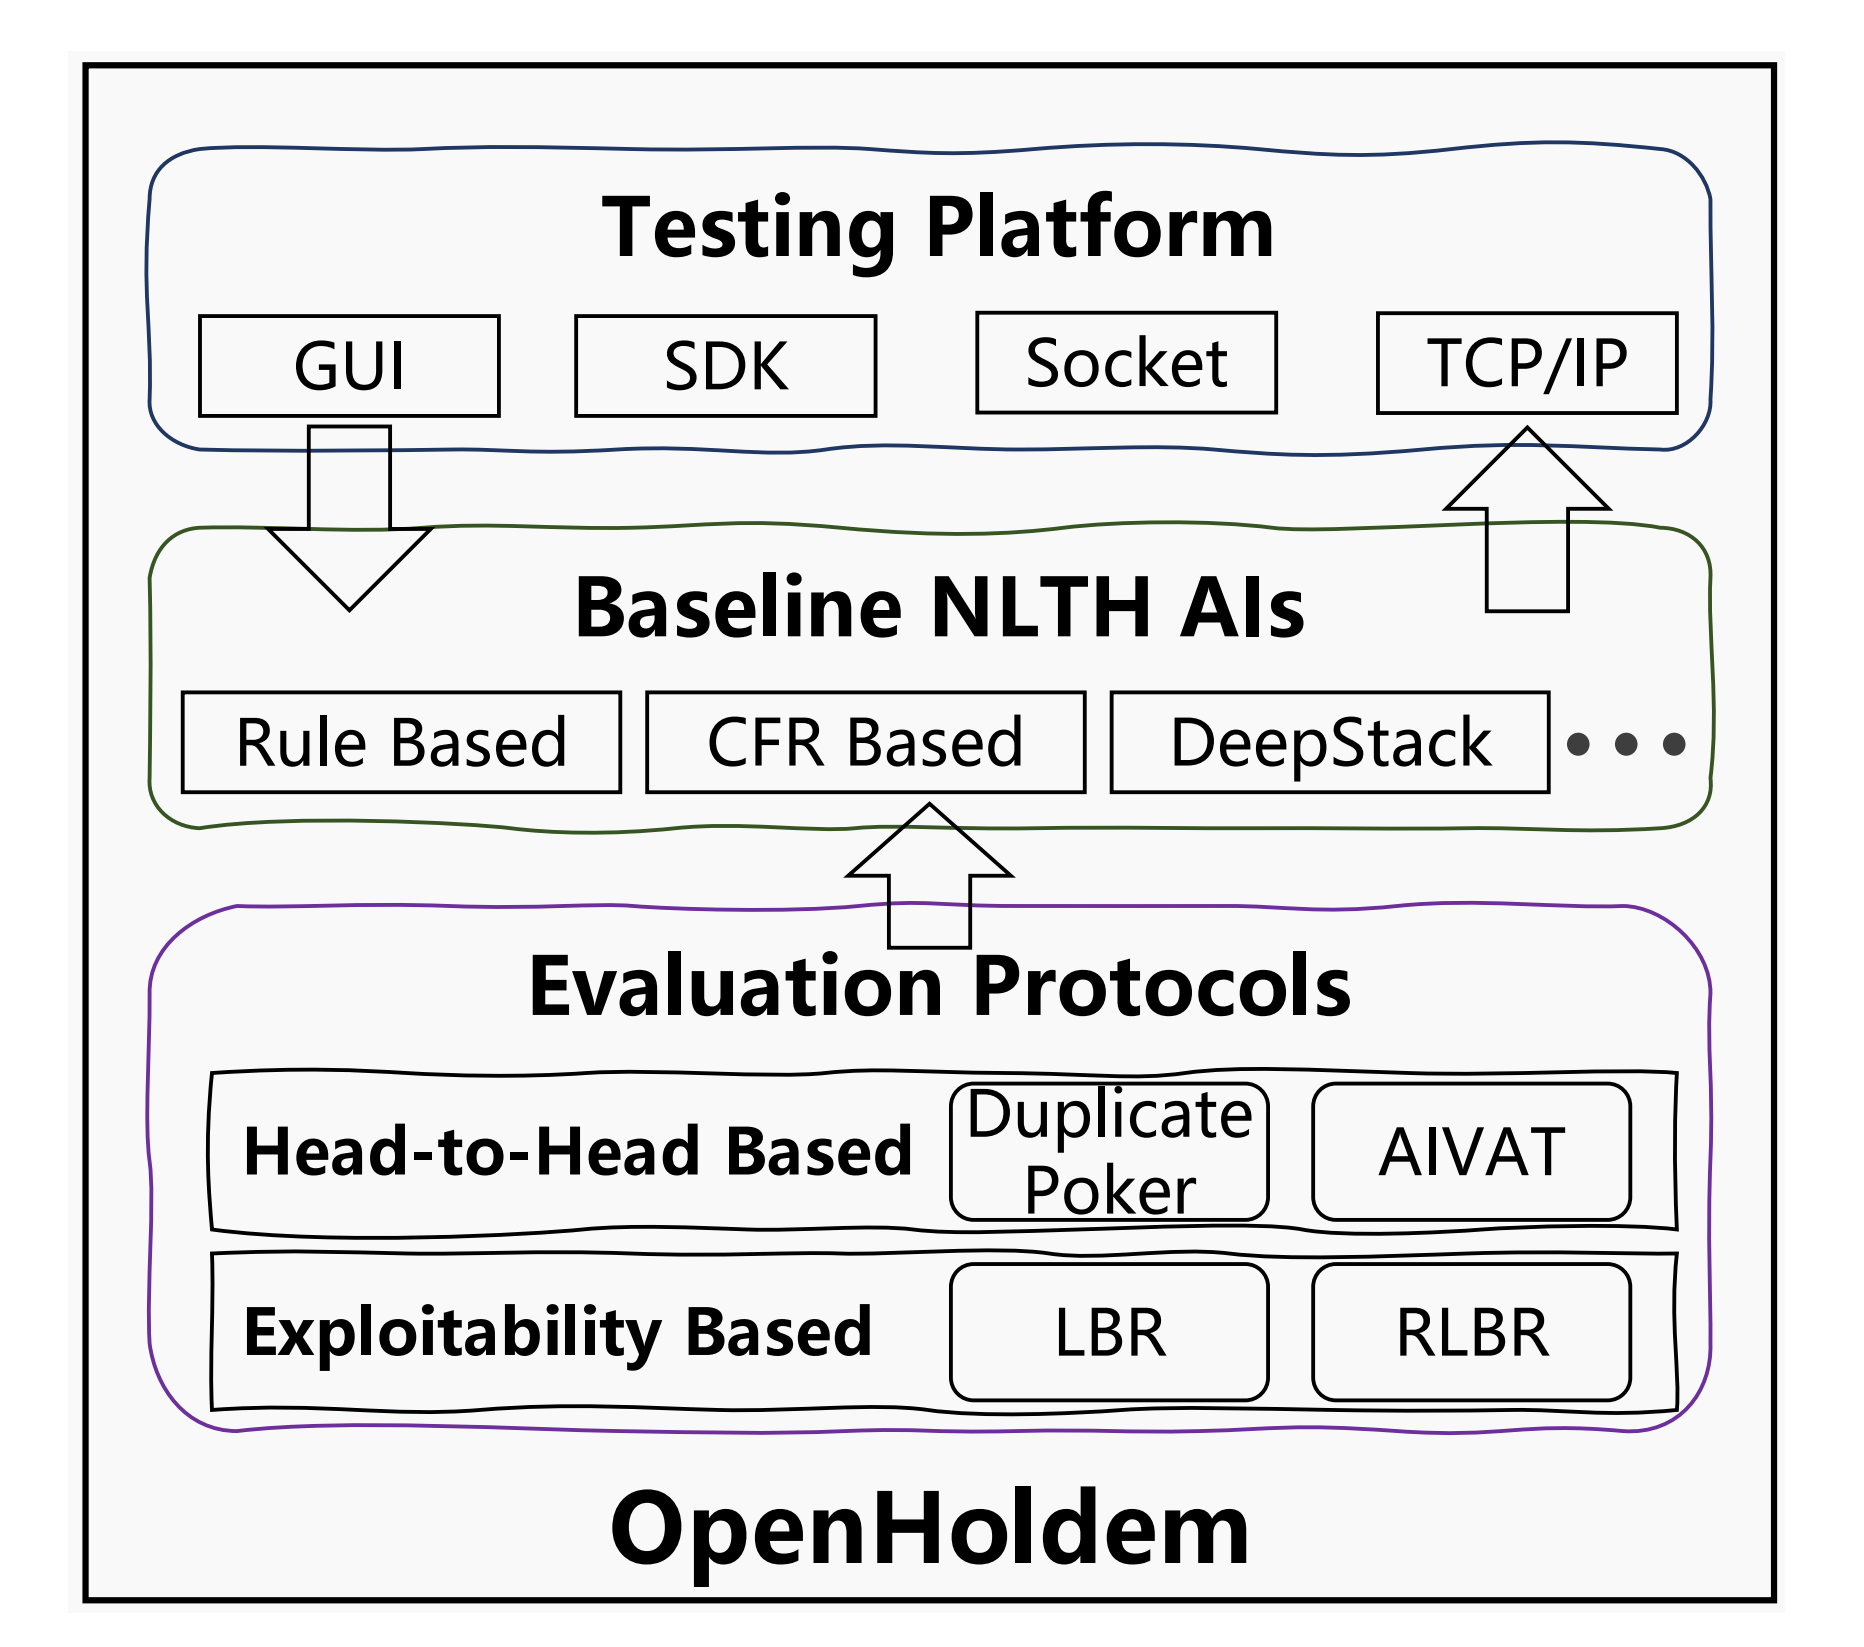 Testing Platform
GUI
SDK
Socket
TCP/IP
Baseline NLTH AIs
Rule Based
CFR Based
DeepStack
Evaluation Protocols
Head-to-Head Based
Duplicate
Poker
AIVAT
Exploitability Based
LBR
RLBR
OpenHoldem